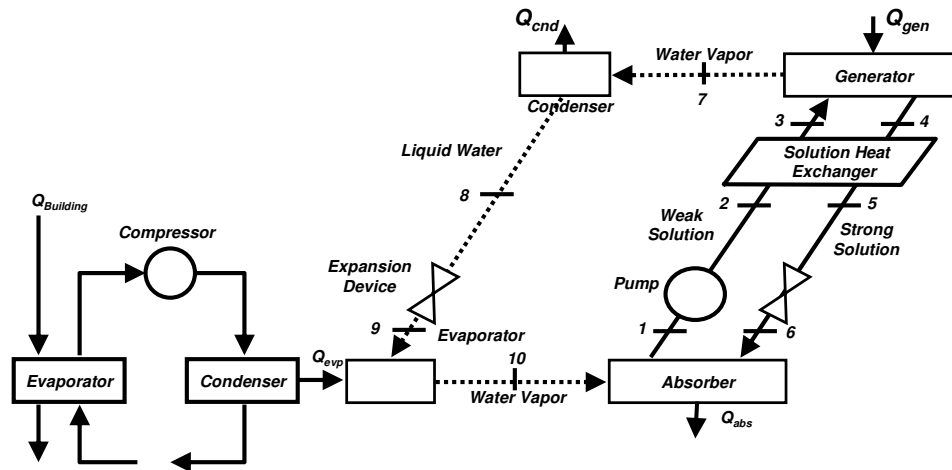 Q_cnd
Q_gen
Water Vapor
Generator
7
Condenser
3
4
Liquid Water
Solution Heat
Exchanger
8
2
5
Q_Building
Weak
Solution
Strong
Solution
Compressor
Expansion
Device
Pump
9
Evaporator
1
6
Q_evp
10
Evaporator
Condenser
Absorber
Water Vapor
Q_abs